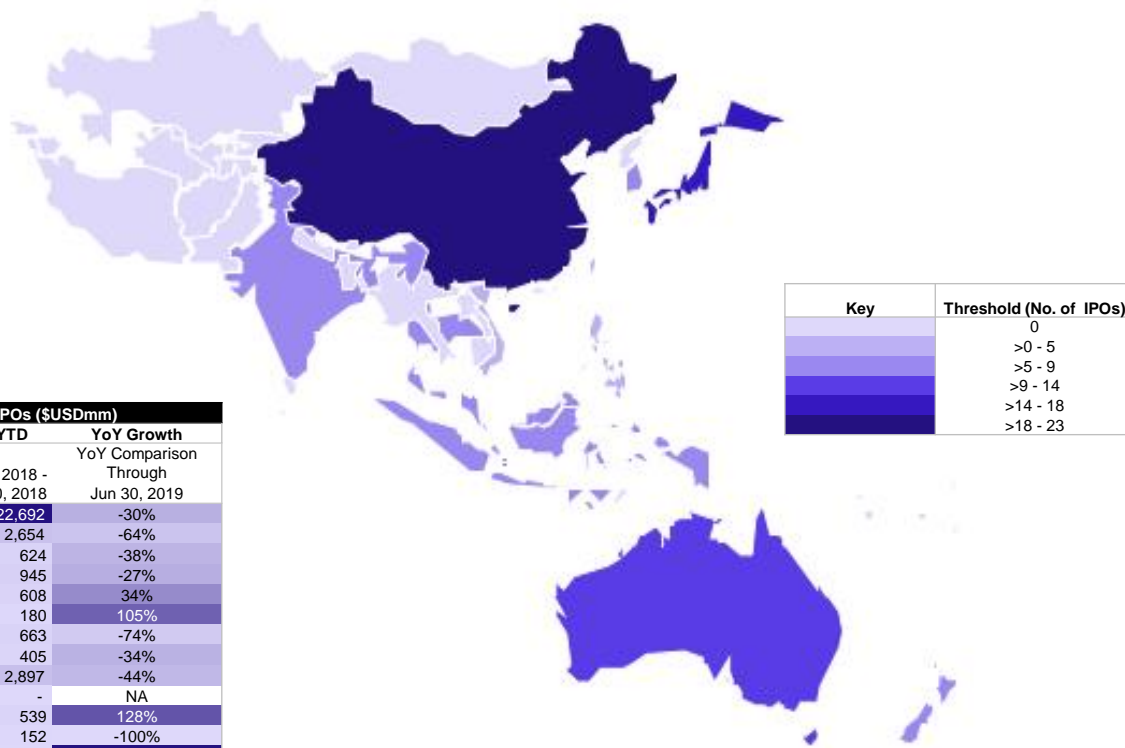 Key Threshold (No. of IPOs)
0
>0 - 5
>5 - 9
>9 - 14
>14 - 18
>18 - 23
POs ($USDmm)
YTD YoY Growth
YoY Comparison
2018 - Through
, 2018 Jun 30, 2019
22,692 -30%
2,654 -64%
624 -38%
945 -27%
608 34%
180 105%
663 -74%
405 -34%
2,897 -44%
- NA
539 128%
152 -100%